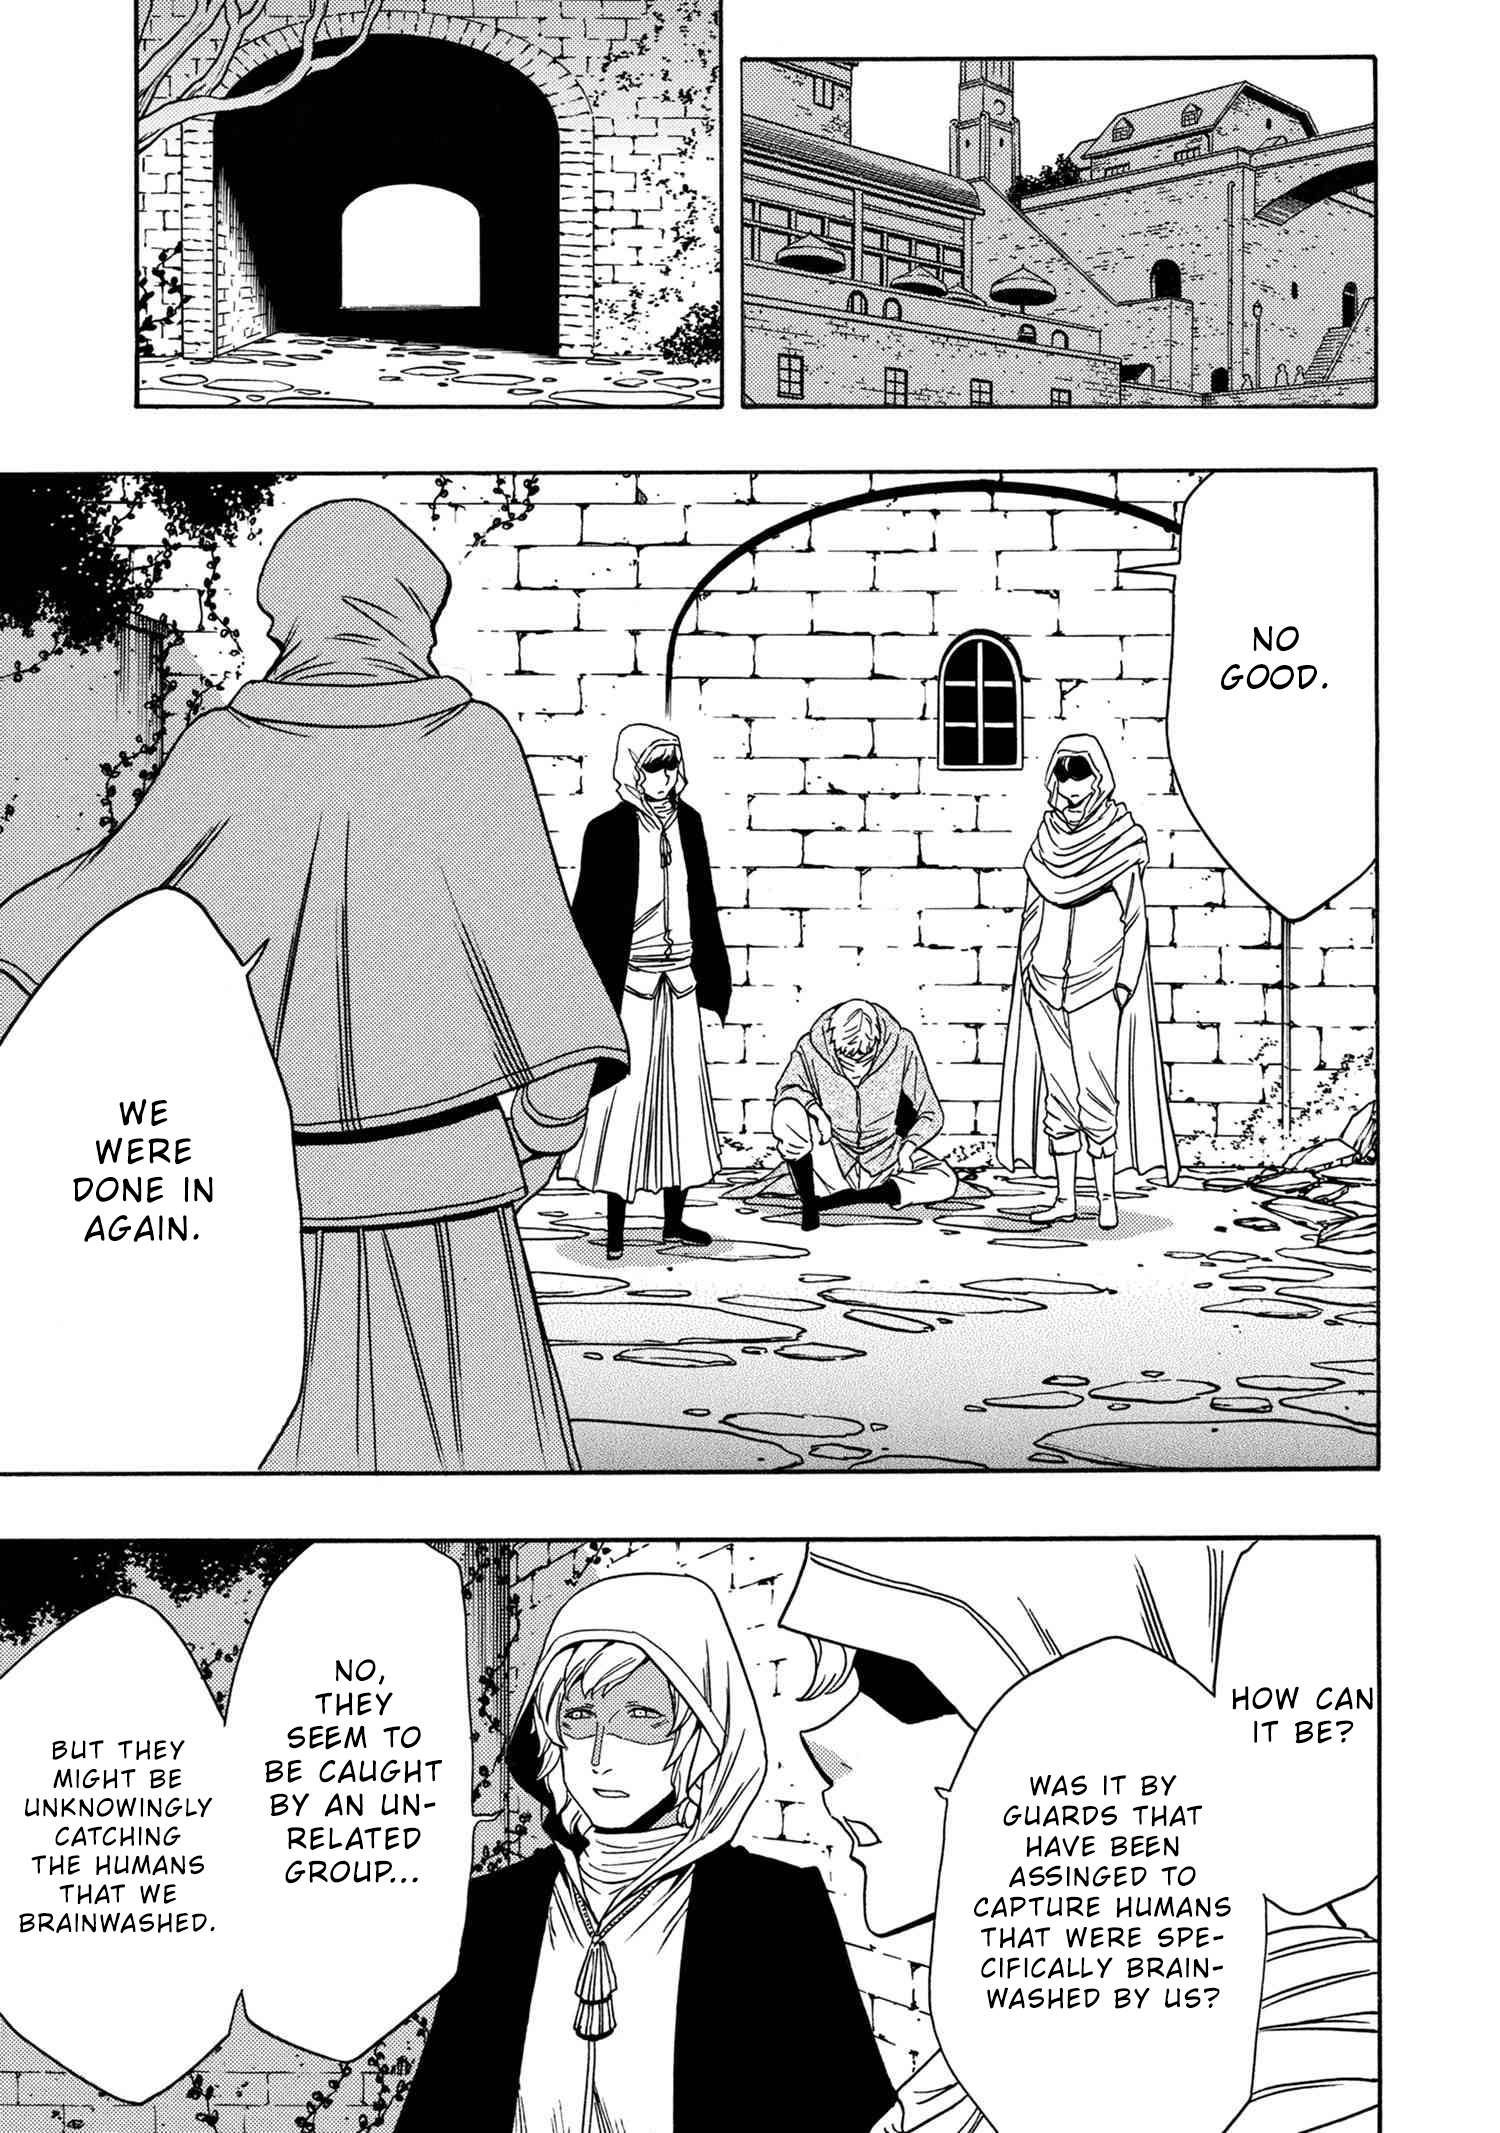 NO
GOOD.
WE
WERE
DONE IN
AGAIN.
HOW CAN
IT BE?
WAS IT BY
GUARDS THAT
HAVE BEEN
ASSINGED TO
CAPTURE HUMANS
THAT WERE SPE-
CIFICALLY BRAIN-
WASHED BY US?
NO,
THEY
SEEM TO
BE CAUGHT
BY AN UN-
RELATED
GROUP...
BUT THEY
MIGHT BE
UNKNOWINGLY
CATCHING
THE HUMANS
THAT WE
BRAINWASHED.